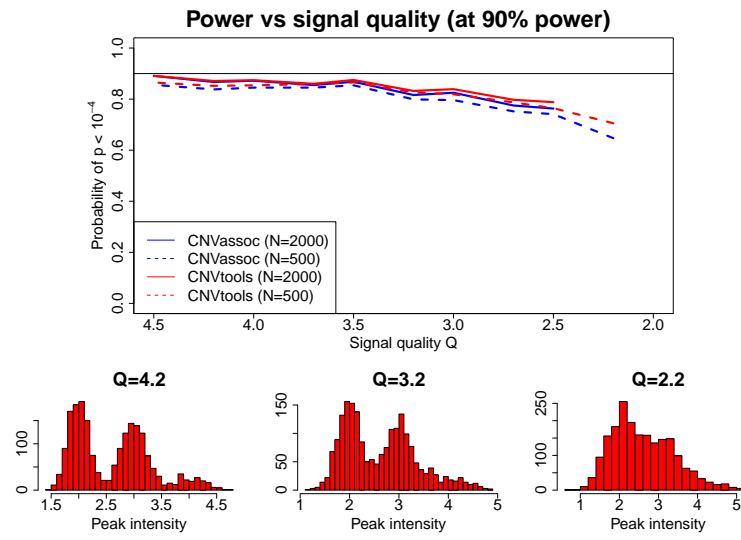 Power vs signal quality (at 90% power)
Probability of p < 10⁻⁴
1.0
0.8
0.6
0.4
0.2
0.0
CNVassoc (N=2000)
CNVassoc (N=500)
CNVtools (N=2000)
CNVtools (N=500)
4.5 4.0 3.5 3.0 2.5 2.0
Signal quality Q
Q=4.2
100
0
1.5 2.5 3.5 4.5
Peak intensity
Q=3.2
150
50
0
1 2 3 4 5
Peak intensity
Q=2.2
250
150
50
0
1 2 3 4 5
Peak intensity